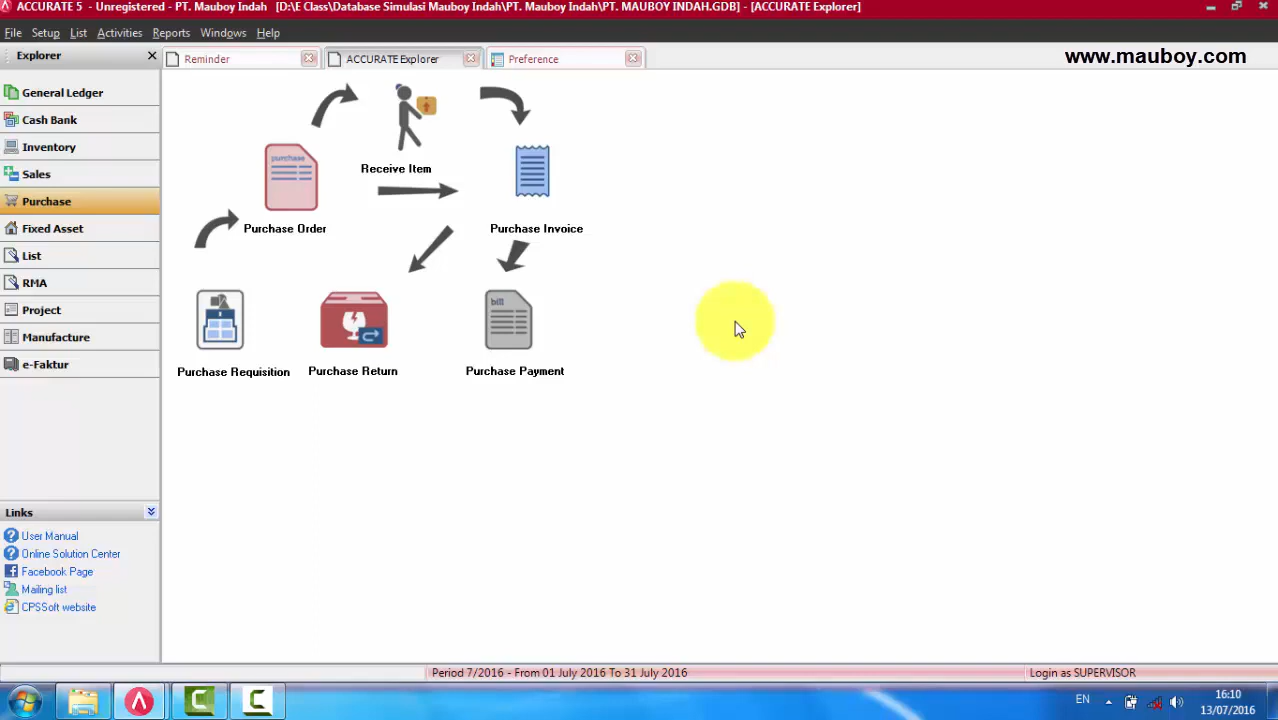 ACCURATE 5 - Unregistered - PT. Mauboy Indah [D:\E Class\Database Simulasi Mauboy Indah\PT. Mauboy Indah\PT. MAUBOY INDAH.GDB] - [ACCURATE Explorer]
File Setup List Activities Reports Windows Help
Explorer
Reminder
ACCURATE Explorer
Preference
www.mauboy.com
General Ledger
Cash Bank
Inventory
Sales
Purchase
Fixed Asset
List
RMA
Project
Manufacture
e-Faktur
Receive Item
purchase
Purchase Order
Purchase Invoice
bill
Purchase Requisition
Purchase Return
Purchase Payment
Links
User Manual
Online Solution Center
Facebook Page
Mailing list
CPSSoft website
Period 7/2016 - From 01 July 2016 To 31 July 2016
Login as SUPERVISOR
EN
16:10
13/07/2016